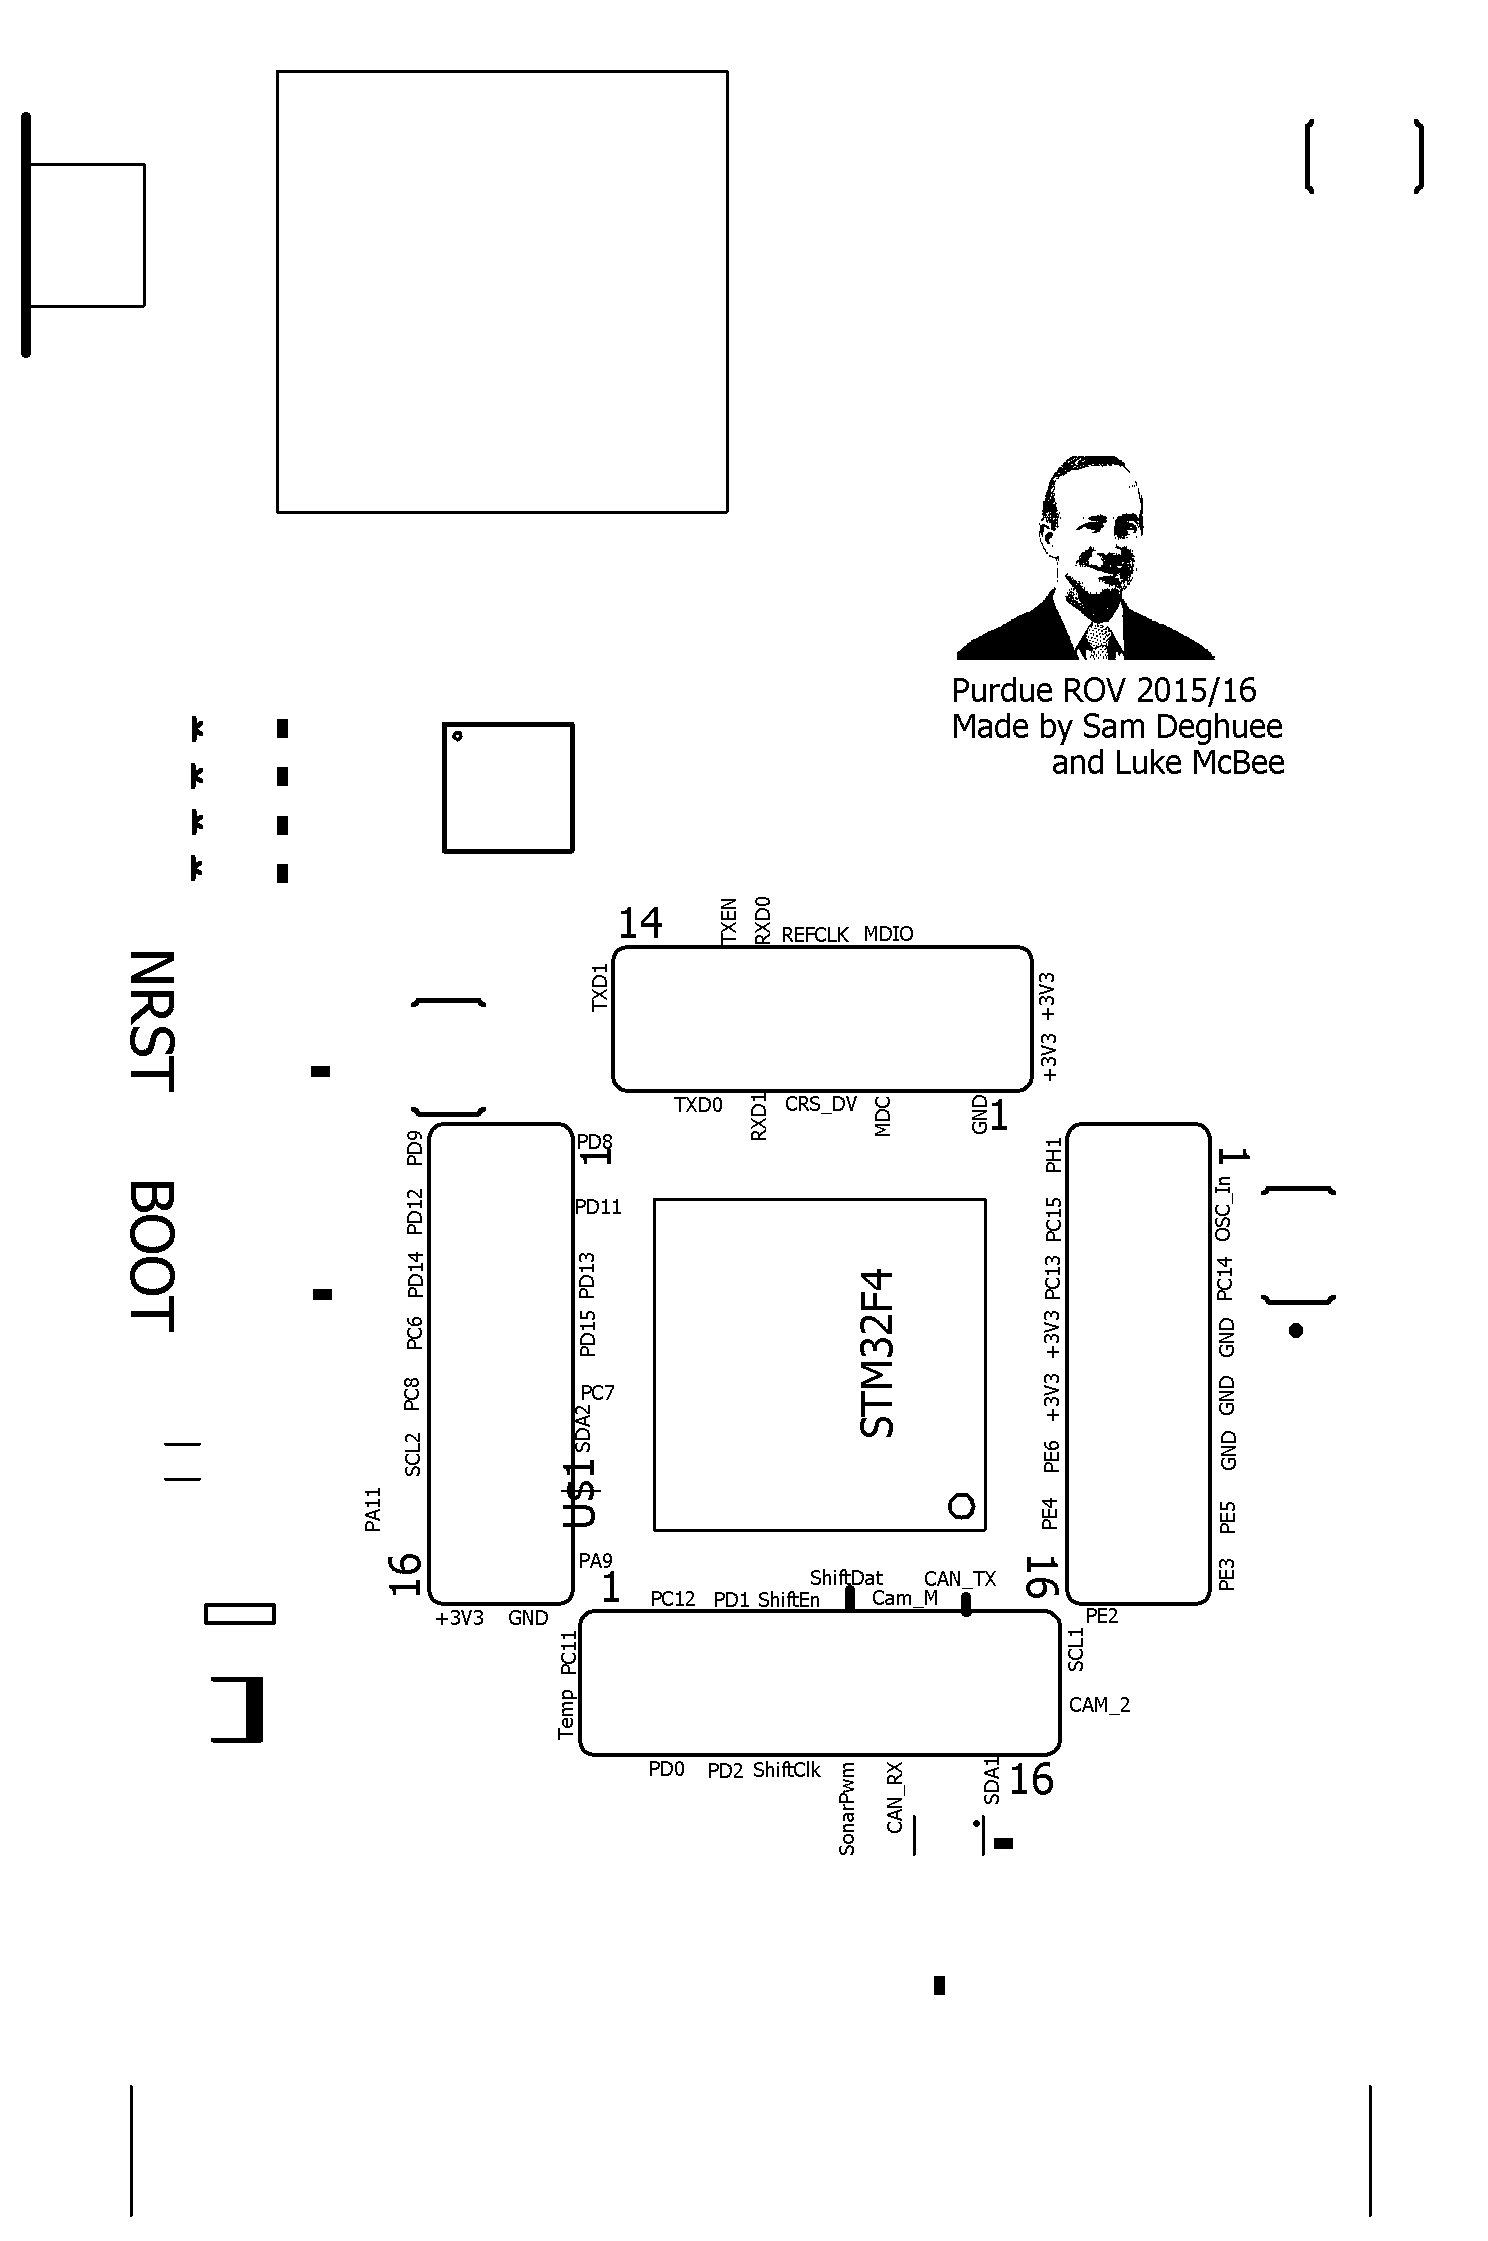 Purdue ROV 2015/16
Made by Sam Deghuee
and Luke McBee
14
TXEN
RXD0
REFCLK
MDIO
TXD1
+3V3
+3V3
TXD0
RXD1
CRS_DV
MDC
GND
1
NRST
BOOT
PD9
PD12
PD14
PC6
PC8
SCL2
PA11
16
PD8
1
PD11
PD13
PD15
PC7
SDA2
US1
PA9
+3V3
GND
STM32F4
PH1
PC15
PC13
+3V3
+3V3
PE6
PE4
16
1
OSC_In
PC14
GND
GND
GND
PE5
PE3
PE2
1
PC12
PD1
ShiftEn
ShiftDat
Cam_M
CAN_TX
PC11
Temp
SCL1
CAM_2
PD0
PD2
ShiftClk
SonarPwm
CAN_RX
SDA1
16